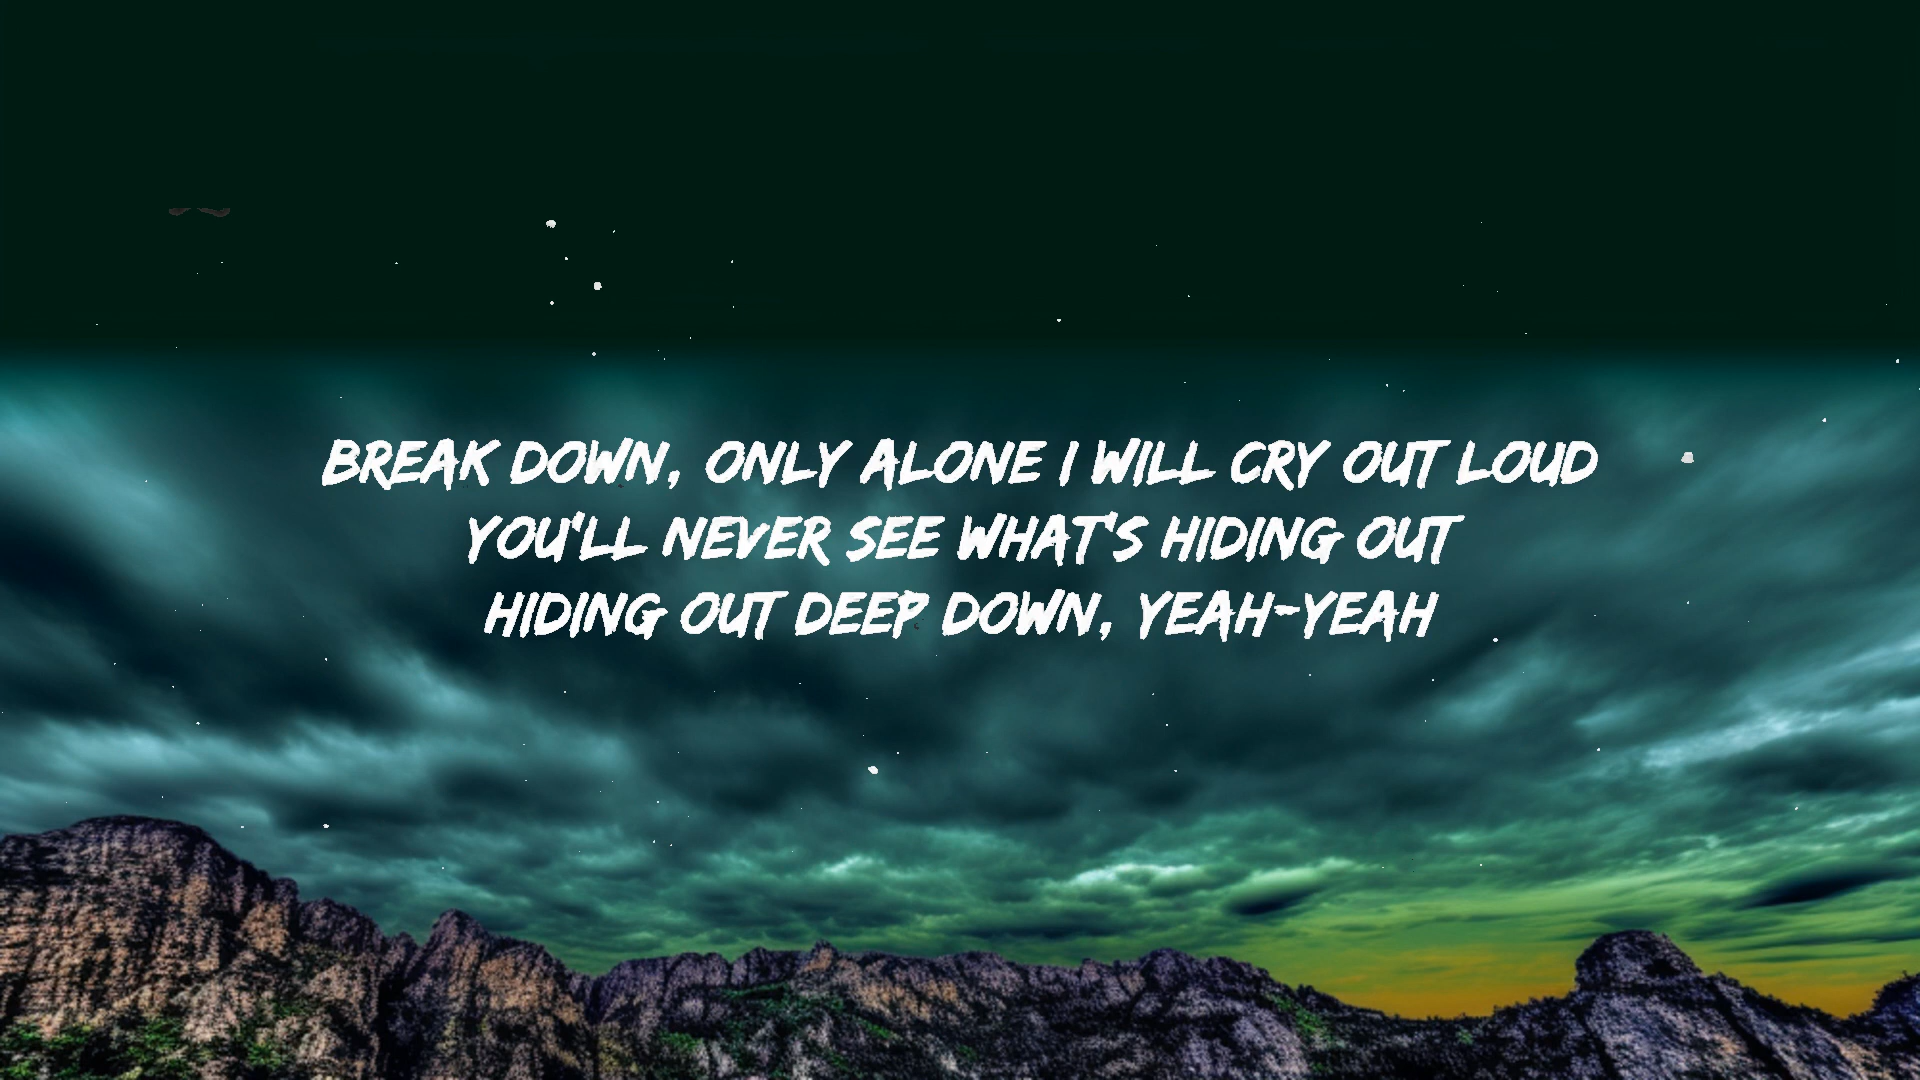 BREAK DOWN, ONLY ALONE I WILL CRY OUT LOUD
YOU'LL NEVER SEE WHAT'S HIDING OUT
HIDING OUT DEEP DOWN, YEAH-YEAH